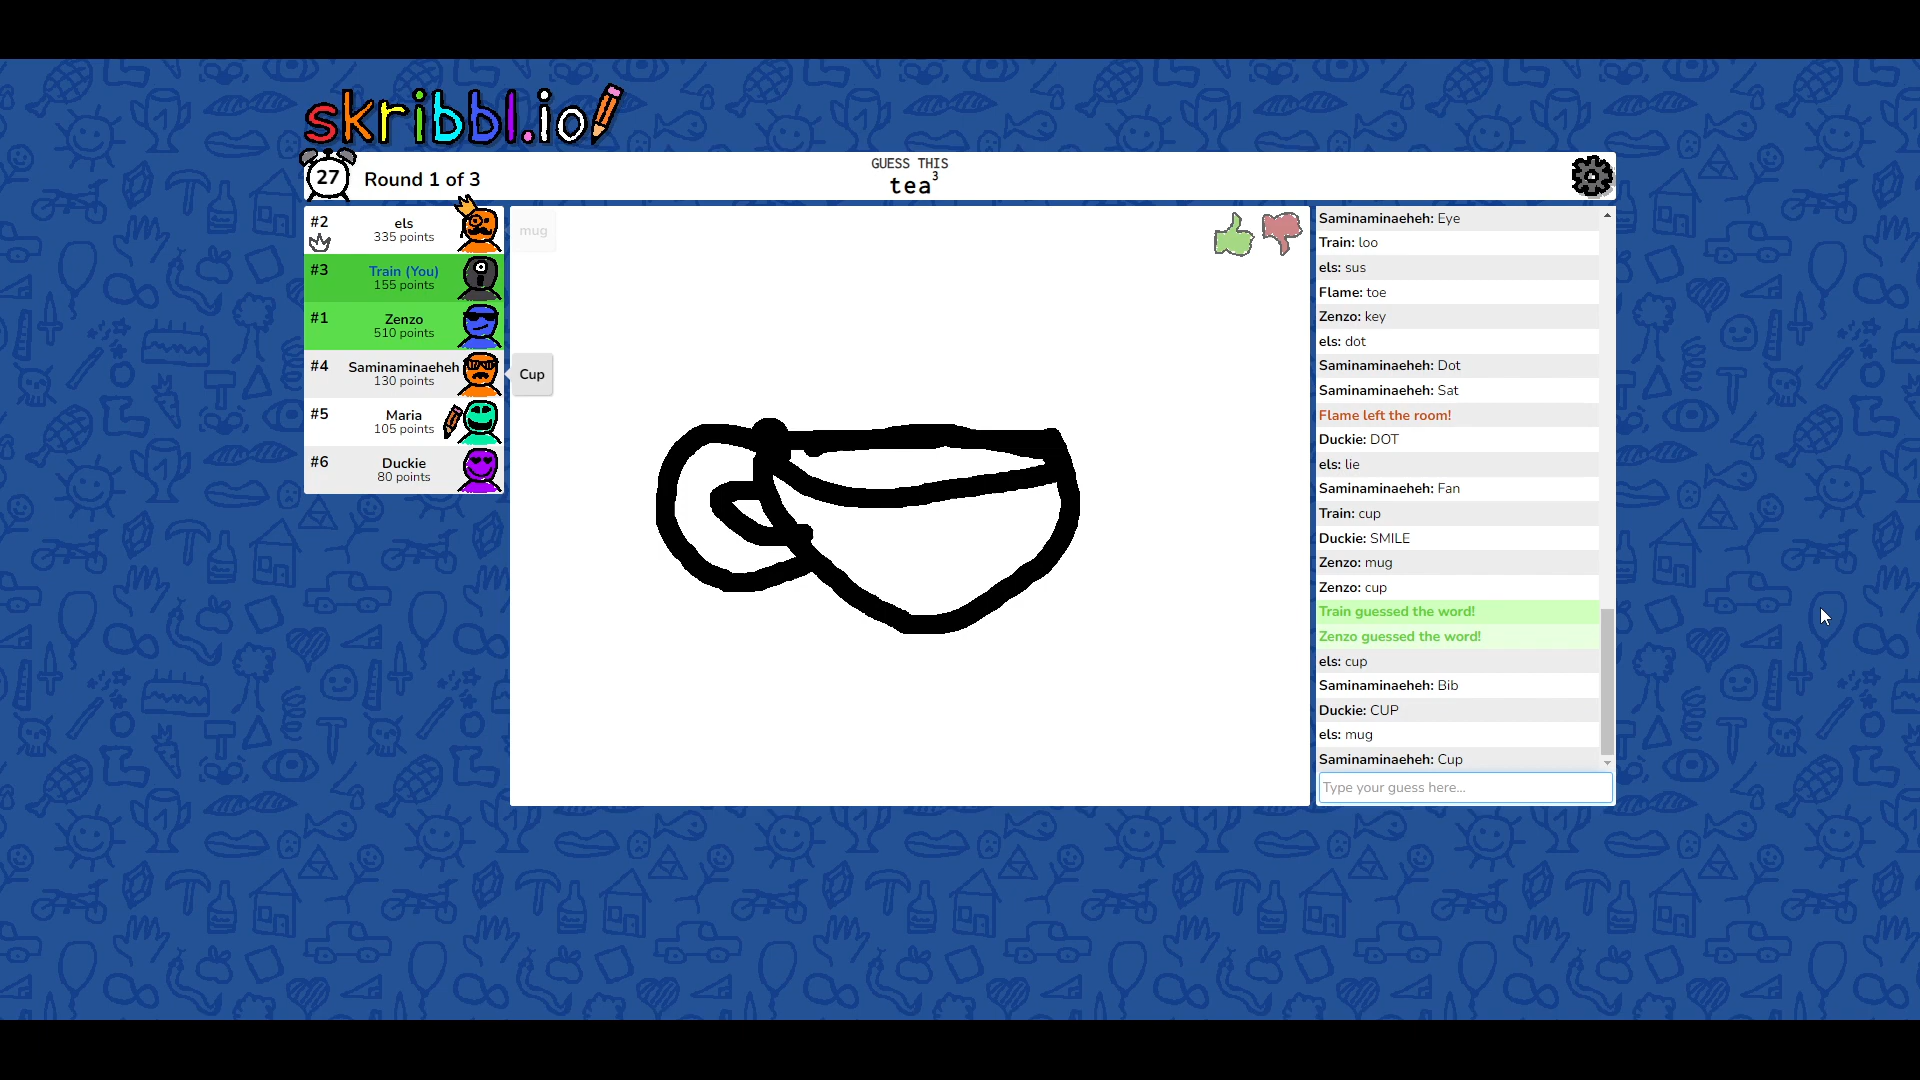 skribbl.io
27
Round 1 of 3
GUESS THIS
tea³
#2
els
335 points
#3
Train (You)
155 points
#1
Zenzo
510 points
#4
Saminaminaeheh
130 points
#5
Maria
105 points
#6
Duckie
80 points
mug
Cup
Saminaminaeheh: Eye
Train: loo
els: sus
Flame: toe
Zenzo: key
els: dot
Saminaminaeheh: Dot
Saminaminaeheh: Sat
Flame left the room!
Duckie: DOT
els: lie
Saminaminaeheh: Fan
Train: cup
Duckie: SMILE
Zenzo: mug
Zenzo: cup
Train guessed the word!
Zenzo guessed the word!
els: cup
Saminaminaeheh: Bib
Duckie: CUP
els: mug
Saminaminaeheh: Cup
Type your guess here...